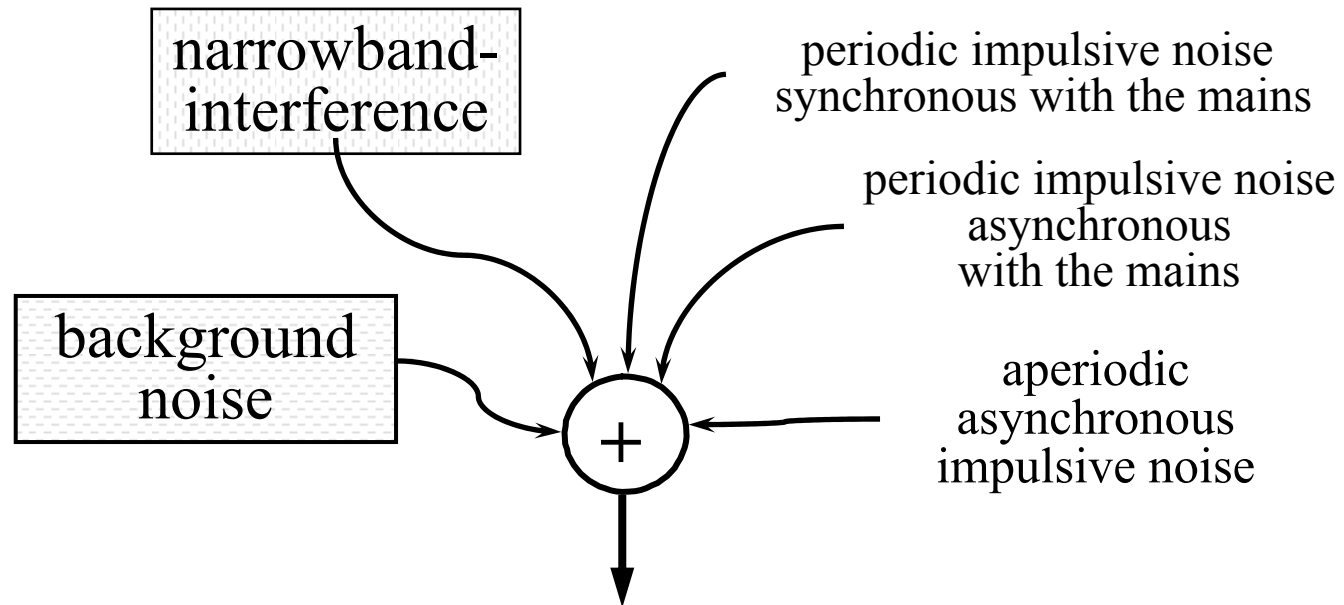 narrowband-
interference
periodic impulsive noise
synchronous with the mains
periodic impulsive noise
asynchronous
with the mains
background
noise
aperiodic
asynchronous
impulsive noise
+